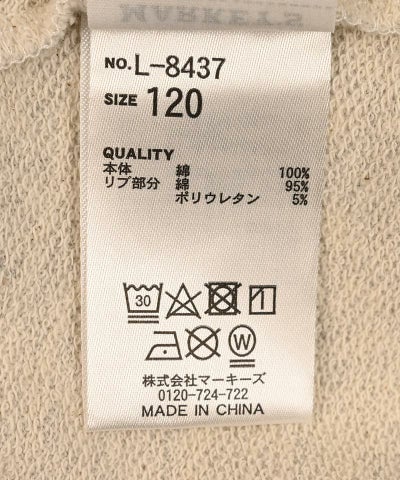 MARKEY'S
NO. L-8437
SIZE 120
QUALITY
本体 綿 100%
リブ部分 綿 95%
ポリウレタン 5%
30
W
株式会社マーキーズ
0120-724-722
MADE IN CHINA